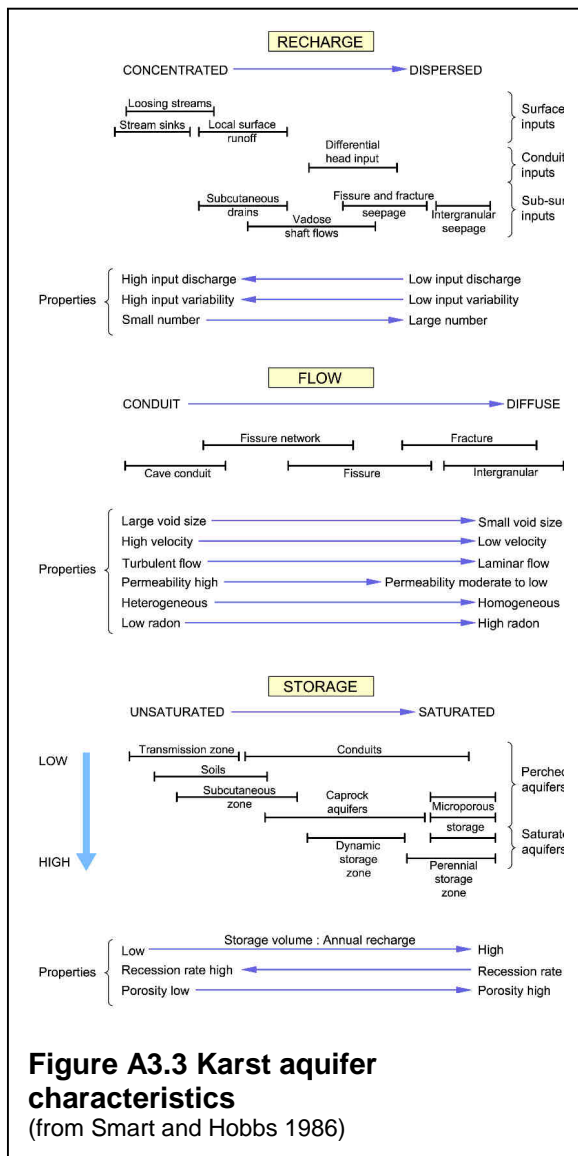 RECHARGE
CONCENTRATED DISPERSED
Loosing streams
Stream sinks Local surface
runoff
Differential
head input
Subcutaneous
drains
Vadose
shaft flows
Fissure and fracture
seepage
Intergranular
seepage
Surface
inputs
Conduit
inputs
Sub-sur
inputs
Properties
High input discharge Low input discharge
High input variability Low input variability
Small number Large number
FLOW
CONDUIT DIFFUSE
Fissure network Fracture
Cave conduit Fissure Intergranular
Properties
Large void size Small void size
High velocity Low velocity
Turbulent flow Laminar flow
Permeability high Permeability moderate to low
Heterogeneous Homogeneous
Low radon High radon
STORAGE
UNSATURATED SATURATED
LOW
HIGH
Transmission zone Conduits
Soils
Subcutaneous
zone
Caprock
aquifers
Microporous
storage
Dynamic
storage
zone
Perennial
storage
zone
Perched
aquifers
Saturate
aquifers
Properties
Storage volume : Annual recharge
Low High
Recession rate high Recession rate
Porosity low Porosity high
Figure A3.3 Karst aquifer
characteristics
(from Smart and Hobbs 1986)